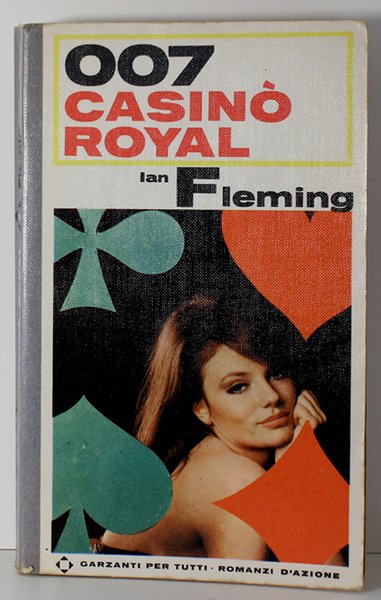 007
CASINÒ
ROYAL
Ian Fleming
GARZANTI PER TUTTI · ROMANZI D'AZIONE